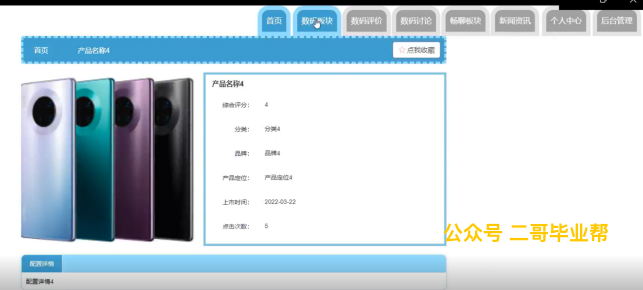 首页 数码板块 数码评价 数码讨论 畅聊板块 新闻资讯 个人中心 后台管理
首页 产品名称4 ☆点我收藏
产品名称4
综合评分: 4
分类: 分类4
品牌: 品牌4
产品定位: 产品定位4
上市时间: 2022-03-22
点击次数: 5
公众号 二哥毕业帮
配置详情
配置详情4